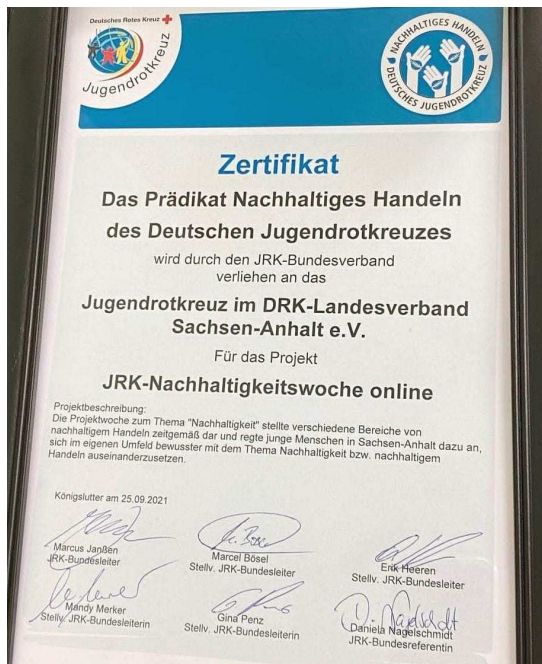 Deutsches Rotes Kreuz
Jugendrotkreuz
NACHHALTIGES HANDELN
DEUTSCHES JUGENDROTKREUZ
Zertifikat
Das Prädikat Nachhaltiges Handeln
des Deutschen Jugendrotkreuzes
wird durch den JRK-Bundesverband
verliehen an das
Jugendrotkreuz im DRK-Landesverband
Sachsen-Anhalt e.V.
Für das Projekt
JRK-Nachhaltigkeitswoche online
Projektbeschreibung:
Die Projektwoche zum Thema "Nachhaltigkeit" stellte verschiedene Bereiche von
nachhaltigem Handeln zeitgemäß dar und regte junge Menschen in Sachsen-Anhalt dazu an,
sich im eigenen Umfeld bewusster mit dem Thema Nachhaltigkeit bzw. nachhaltigem
Handeln auseinanderzusetzen.
Königslutter am 25.09.2021
Marcus Janßen
JRK-Bundesleiter
Marcel Bösel
Stellv. JRK-Bundesleiter
Erik Heeren
Stellv. JRK-Bundesleiter
Mandy Merker
Stellv. JRK-Bundesleiterin
Gina Penz
Stellv. JRK-Bundesleiterin
Daniela Nagelschmidt
JRK-Bundesreferentin